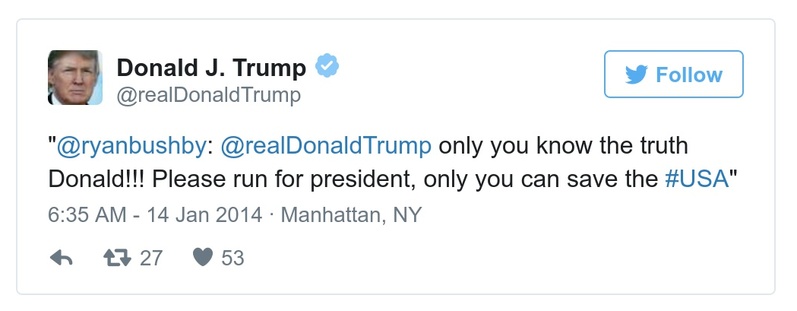 Donald J. Trump
@realDonaldTrump
Follow
"@ryanbushby: @realDonaldTrump only you know the truth
Donald!!! Please run for president, only you can save the #USA"
6:35 AM - 14 Jan 2014 · Manhattan, NY
27 53